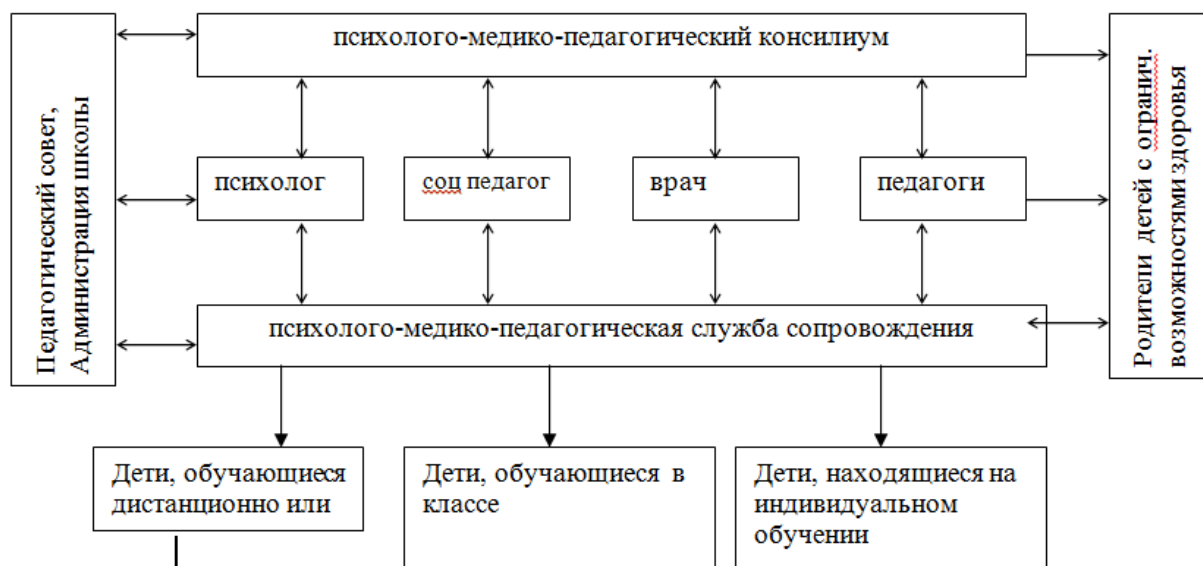 Педагогический совет,
Администрация школы
психолого-медико-педагогический консилиум
психолог
соц педагог
врач
педагоги
психолого-медико-педагогическая служба сопровождения
Родители детей с огранич.
возможностями здоровья
Дети, обучающиеся
дистанционно или
Дети, обучающиеся в
классе
Дети, находящиеся на
индивидуальном
обучении